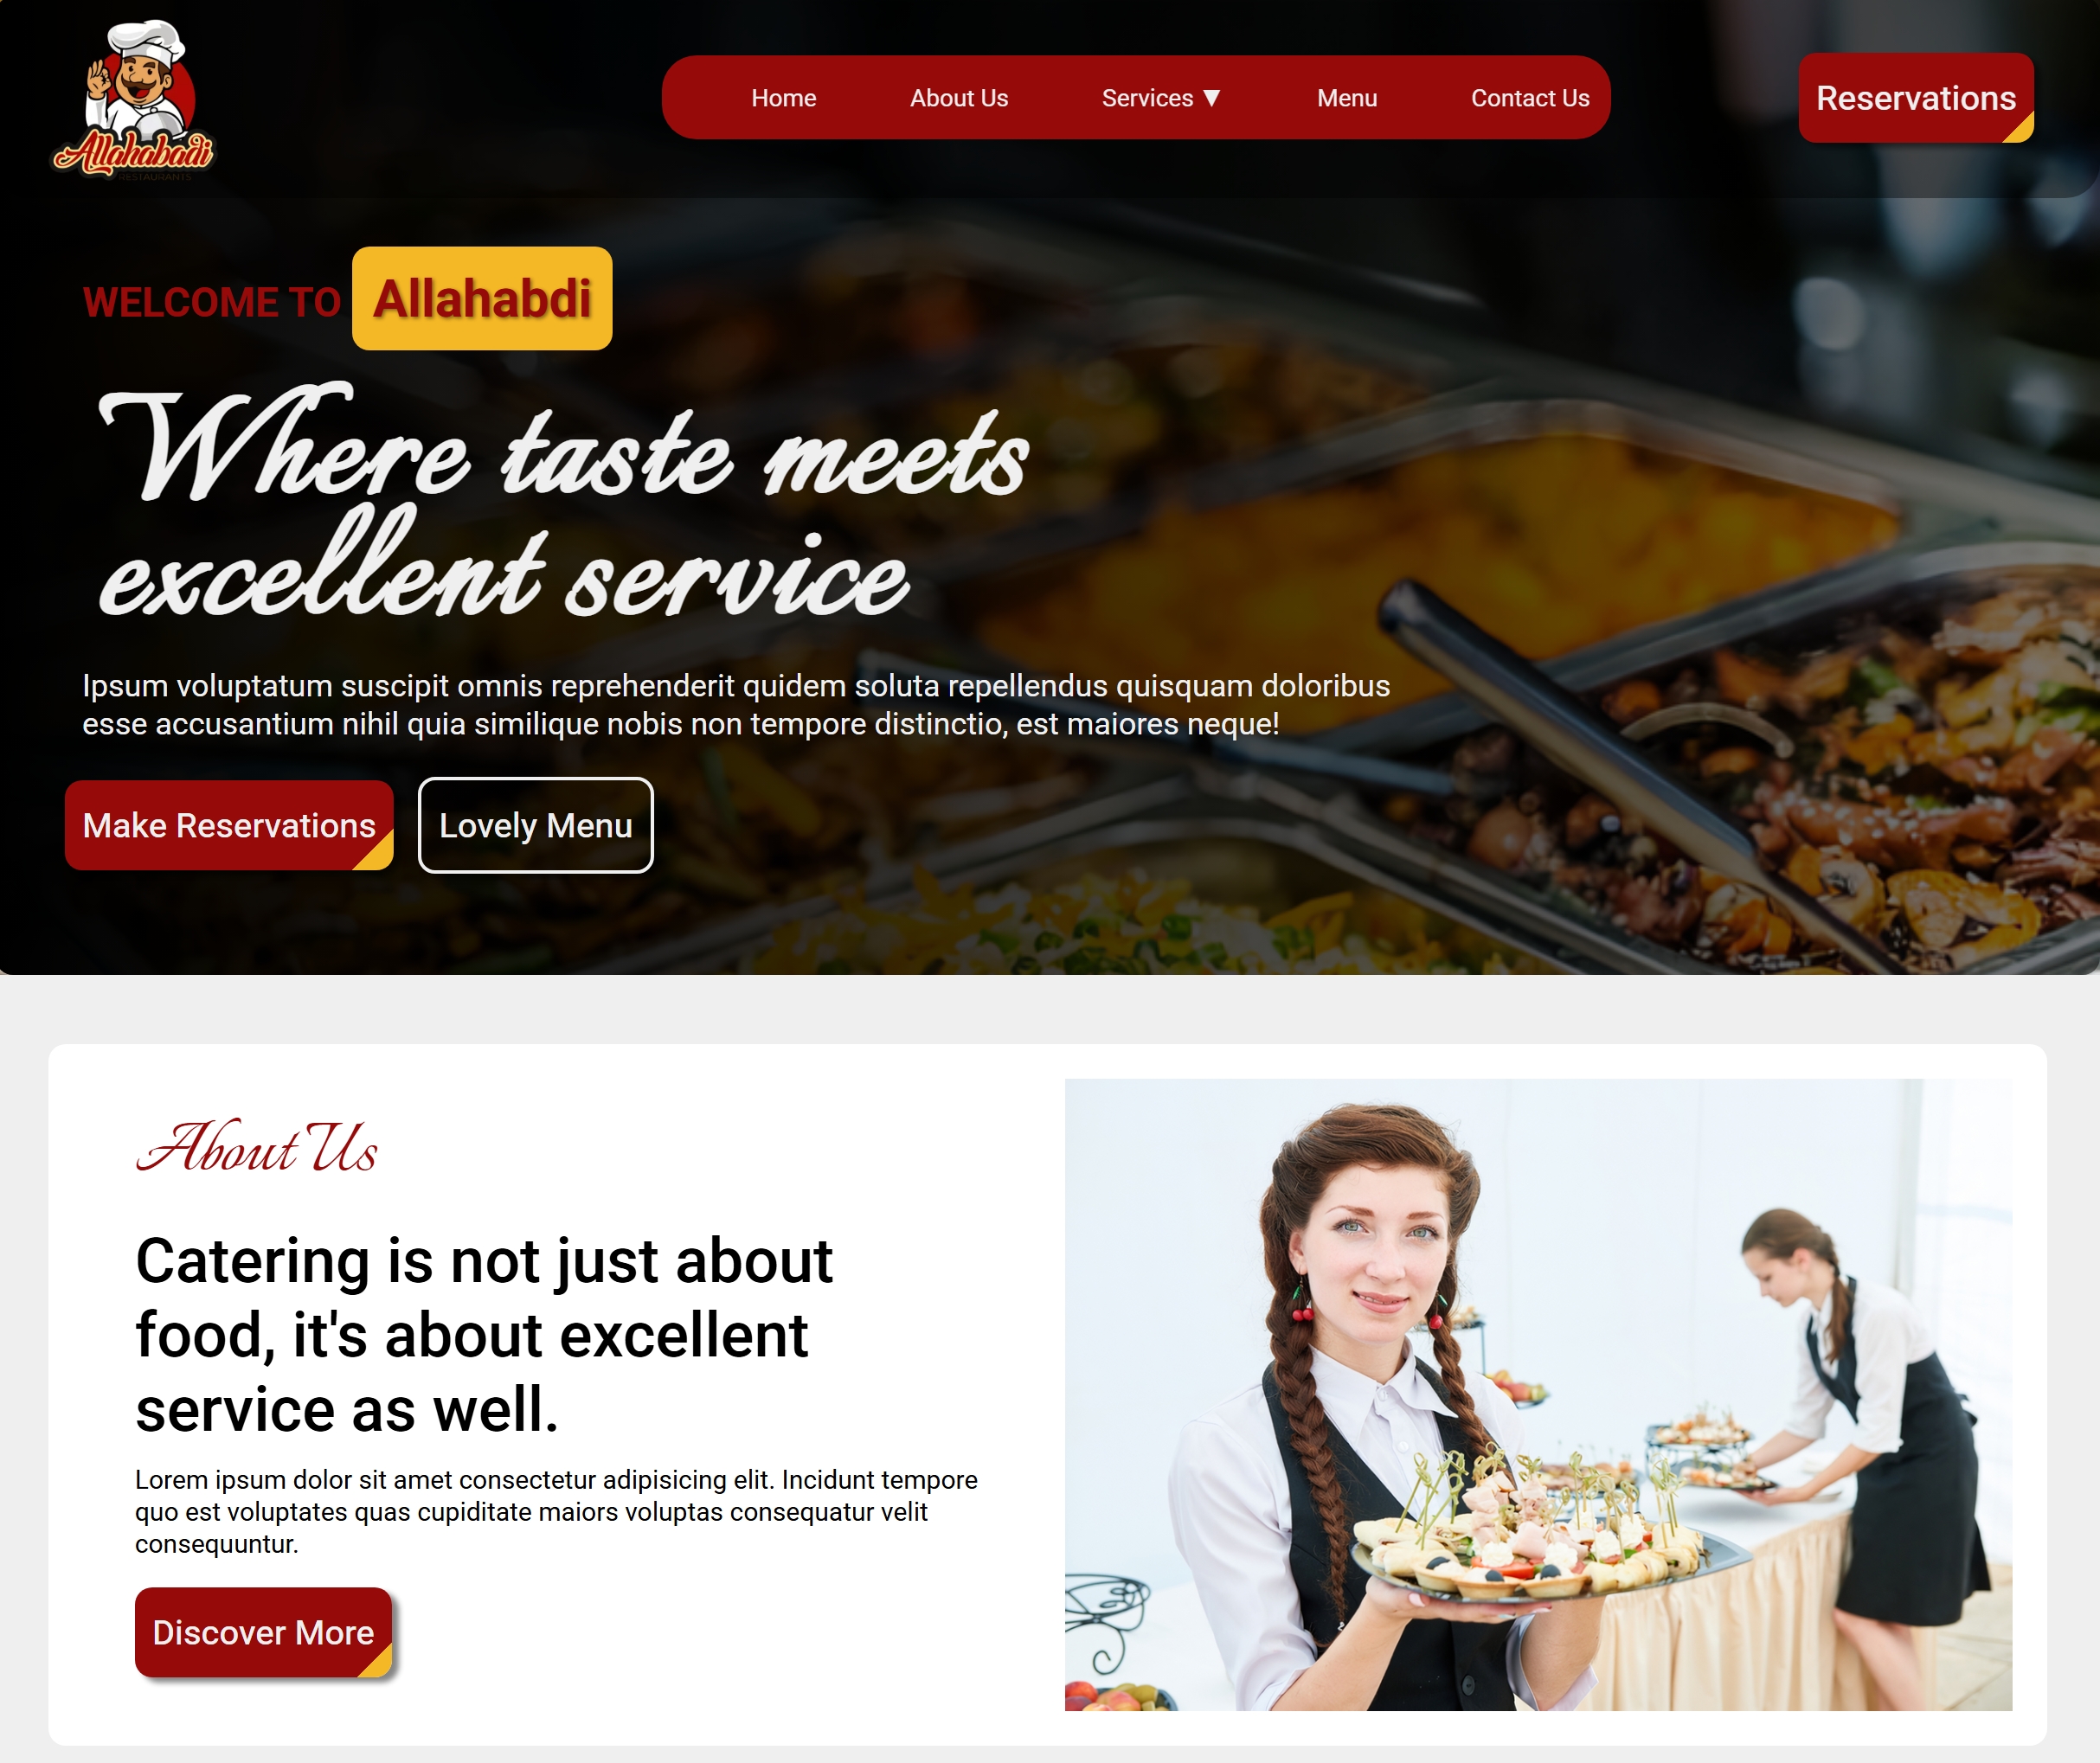 Allahabadi
RESTAURANTS
Home About Us Services ▼ Menu Contact Us
Reservations
WELCOME TO Allahabdi
Where taste meets
excellent service
Ipsum voluptatum suscipit omnis reprehenderit quidem soluta repellendus quisquam doloribus
esse accusantium nihil quia similique nobis non tempore distinctio, est maiores neque!
Make Reservations Lovely Menu
About Us
Catering is not just about
food, it's about excellent
service as well.
Lorem ipsum dolor sit amet consectetur adipisicing elit. Incidunt tempore
quo est voluptates quas cupiditate maiors voluptas consequatur velit
consequuntur.
Discover More